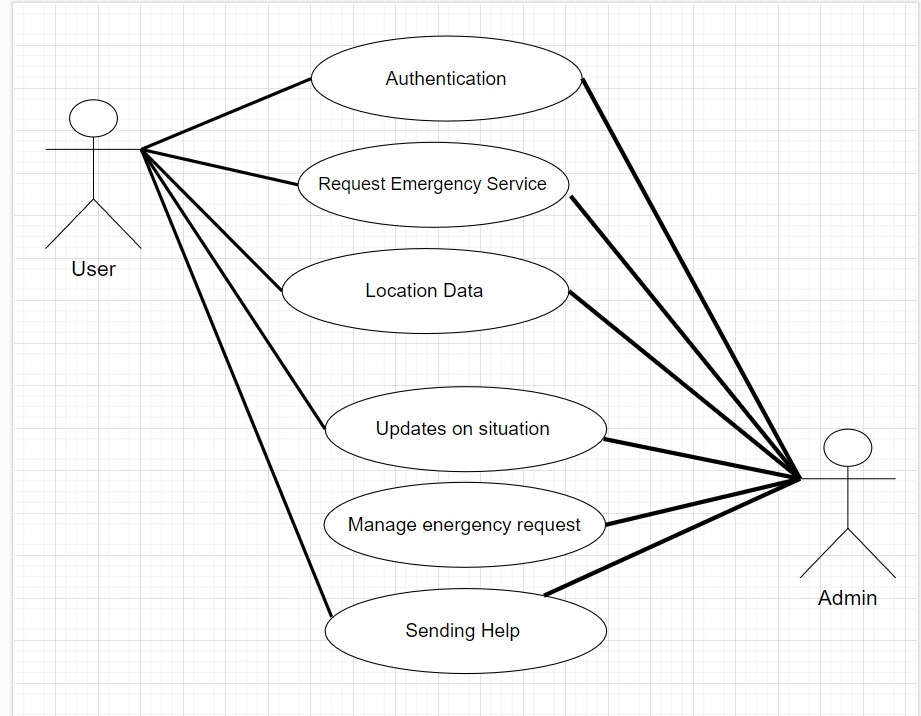 Authentication
Request Emergency Service
User
Location Data
Updates on situation
Manage energency request
Admin
Sending Help